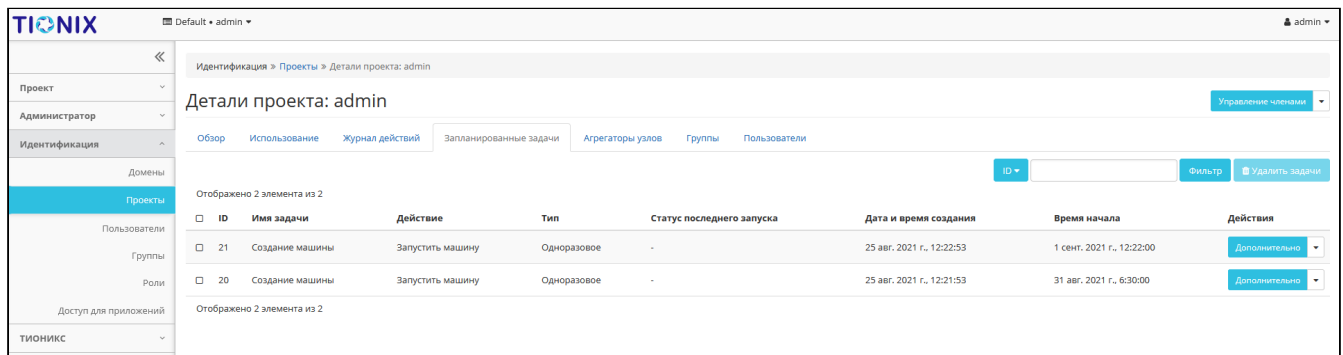 TIONIX
Default • admin
admin
Идентификация » Проекты » Детали проекта: admin
Проект
Администратор
Идентификация
Домены
Проекты
Пользователи
Группы
Роли
Доступ для приложений
ТИОНИКС
Детали проекта: admin
Управление членами
Обзор Использование Журнал действий Запланированные задачи Агрегаторы узлов Группы Пользователи
ID Фильтр Удалить задачи
Отображено 2 элемента из 2
ID Имя задачи Действие Тип Статус последнего запуска Дата и время создания Время начала Действия
21 Создание машины Запустить машину Одноразовое - 25 авг. 2021 г., 12:22:53 1 сент. 2021 г., 12:22:00 Дополнительно
20 Создание машины Запустить машину Одноразовое - 25 авг. 2021 г., 12:21:53 31 авг. 2021 г., 6:30:00 Дополнительно
Отображено 2 элемента из 2